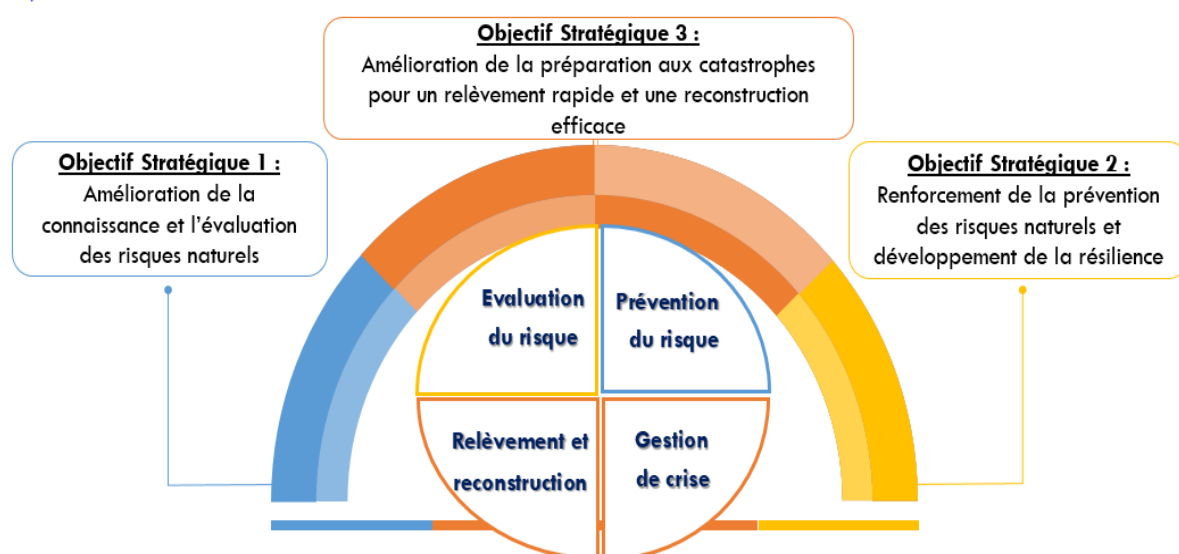 Objectif Stratégique 3 :
Amélioration de la préparation aux catastrophes
pour un relèvement rapide et une reconstruction
efficace
Objectif Stratégique 1 :
Amélioration de la
connaissance et l'évaluation
des risques naturels
Objectif Stratégique 2 :
Renforcement de la prévention
des risques naturels et
développement de la résilience
Evaluation
du risque
Prévention
du risque
Relèvement et
reconstruction
Gestion
de crise